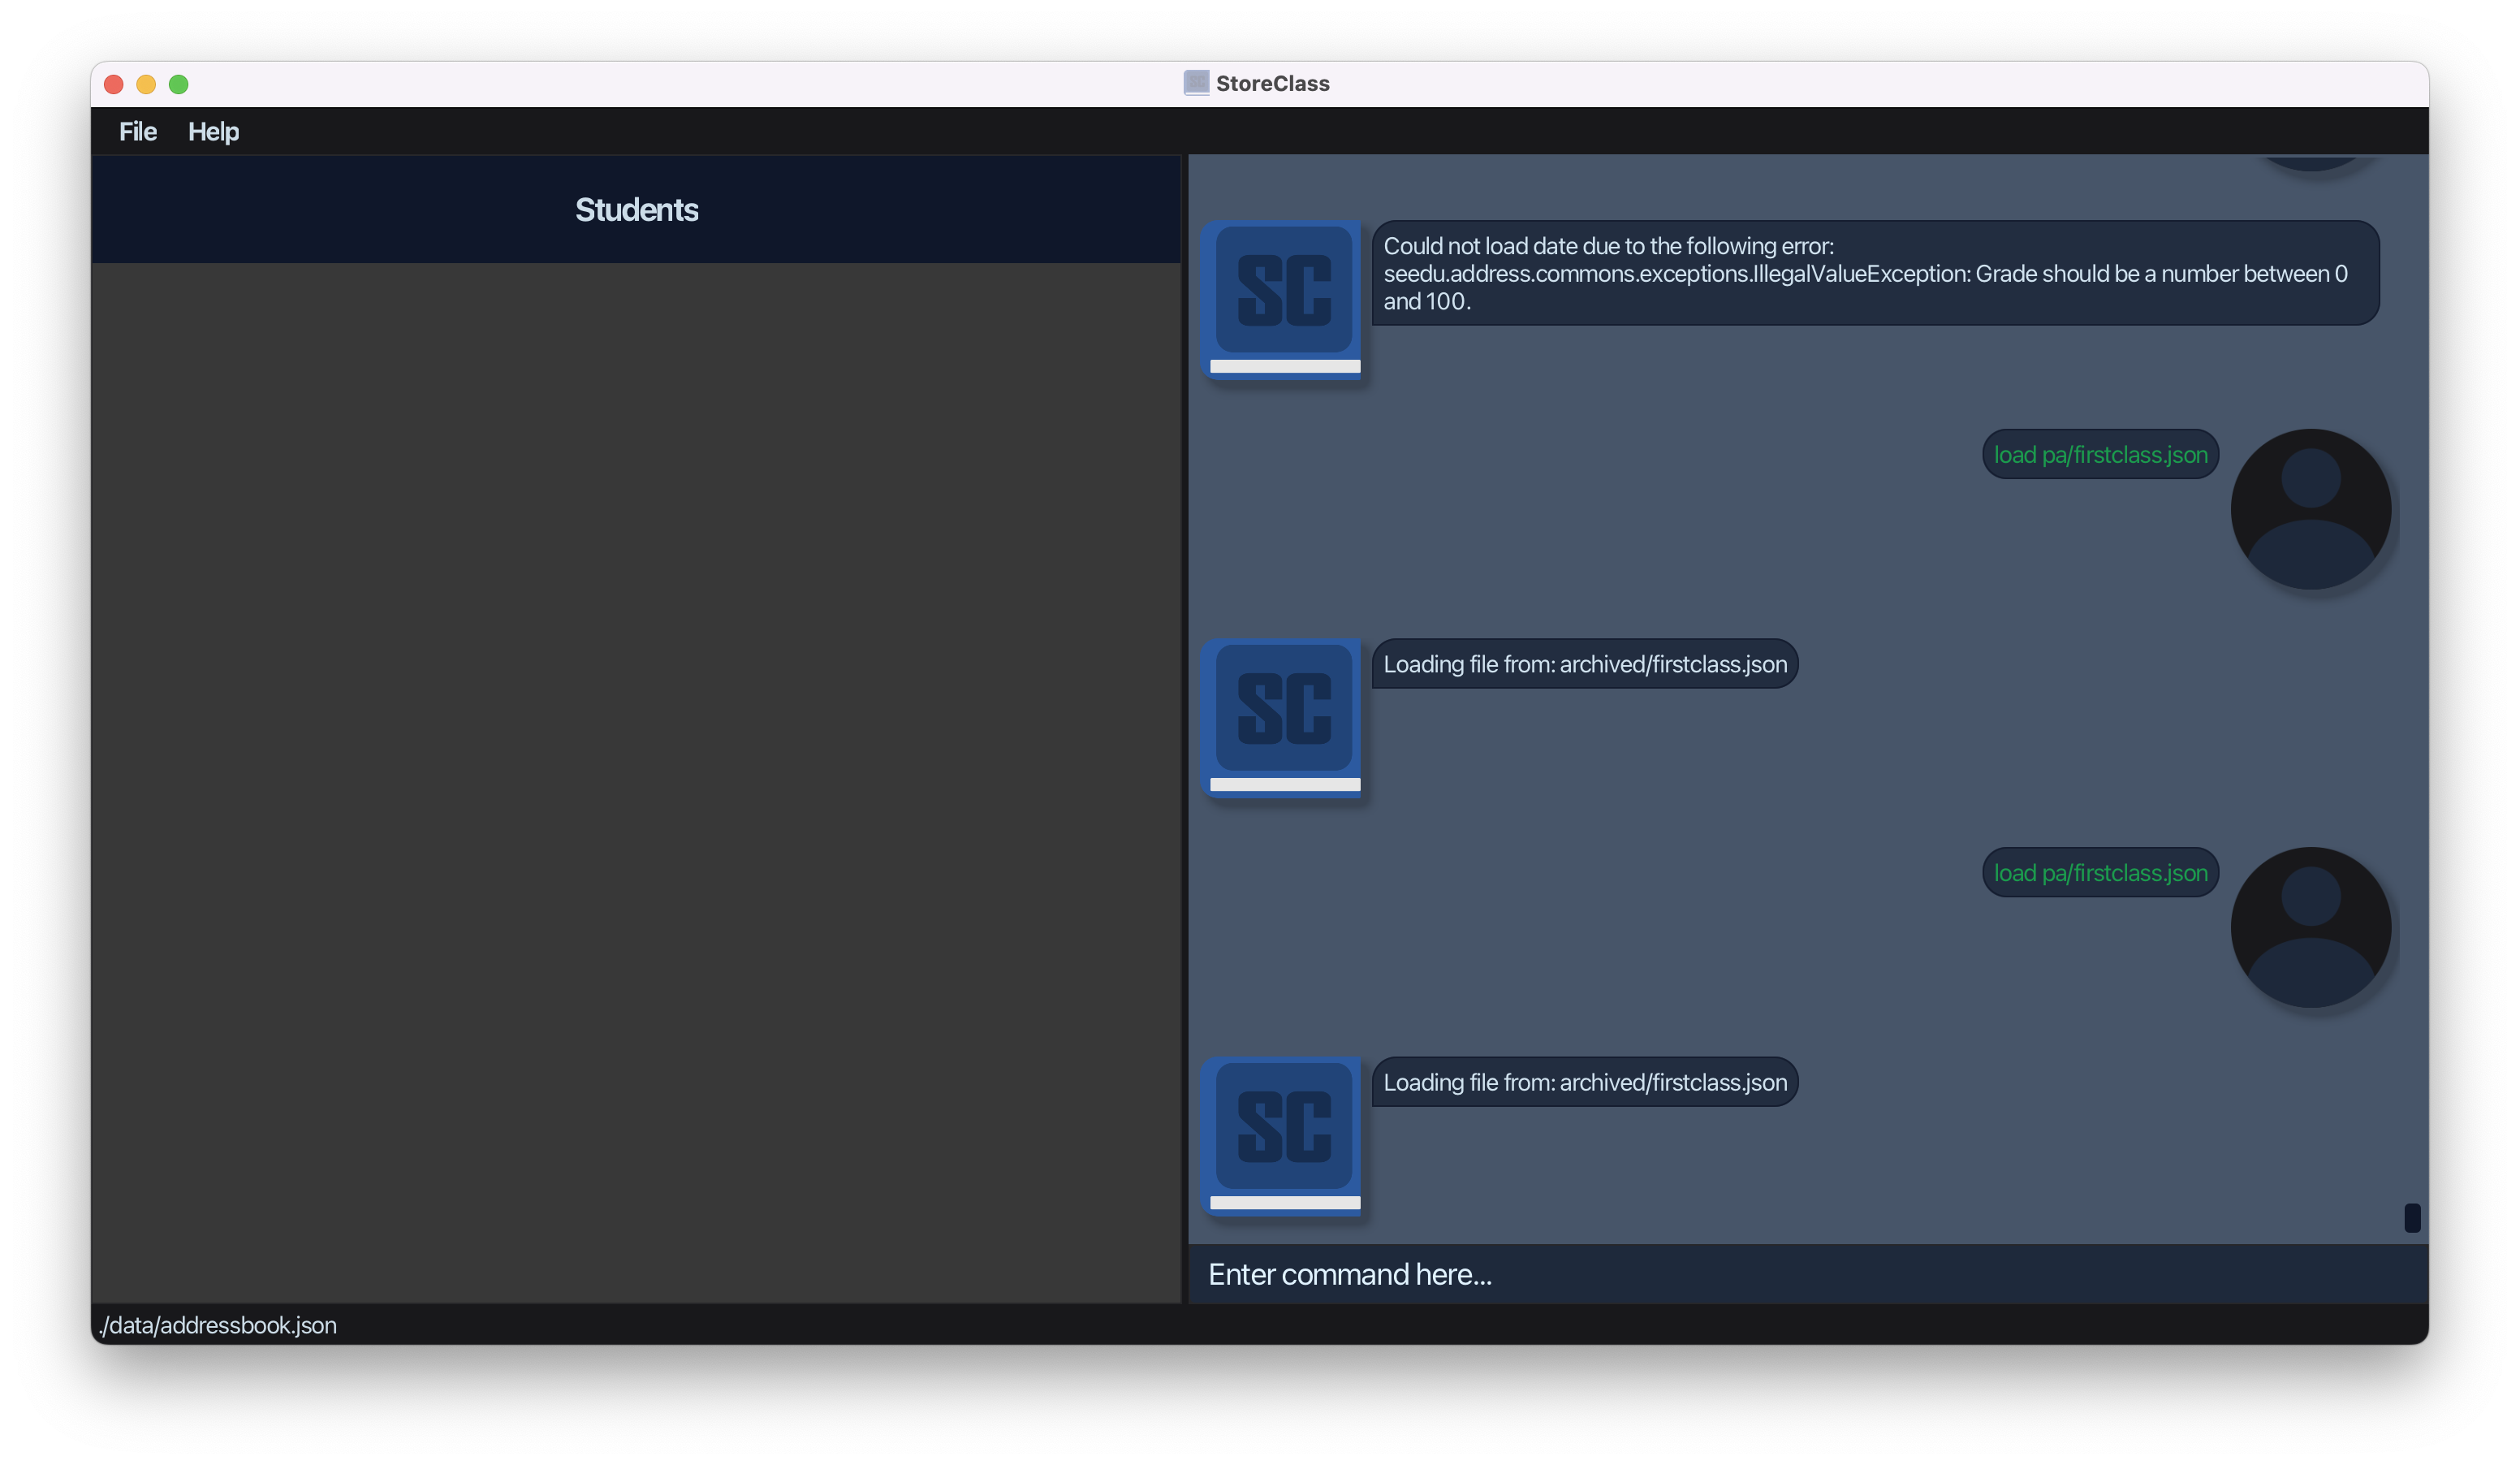 StoreClass
File Help
Students
Could not load date due to the following error:
seedu.address.commons.exceptions.IllegalValueException: Grade should be a number between 0
and 100.
SC
load pa/firstclass.json
Loading file from: archived/firstclass.json
SC
load pa/firstclass.json
Loading file from: archived/firstclass.json
SC
Enter command here...
./data/addressbook.json